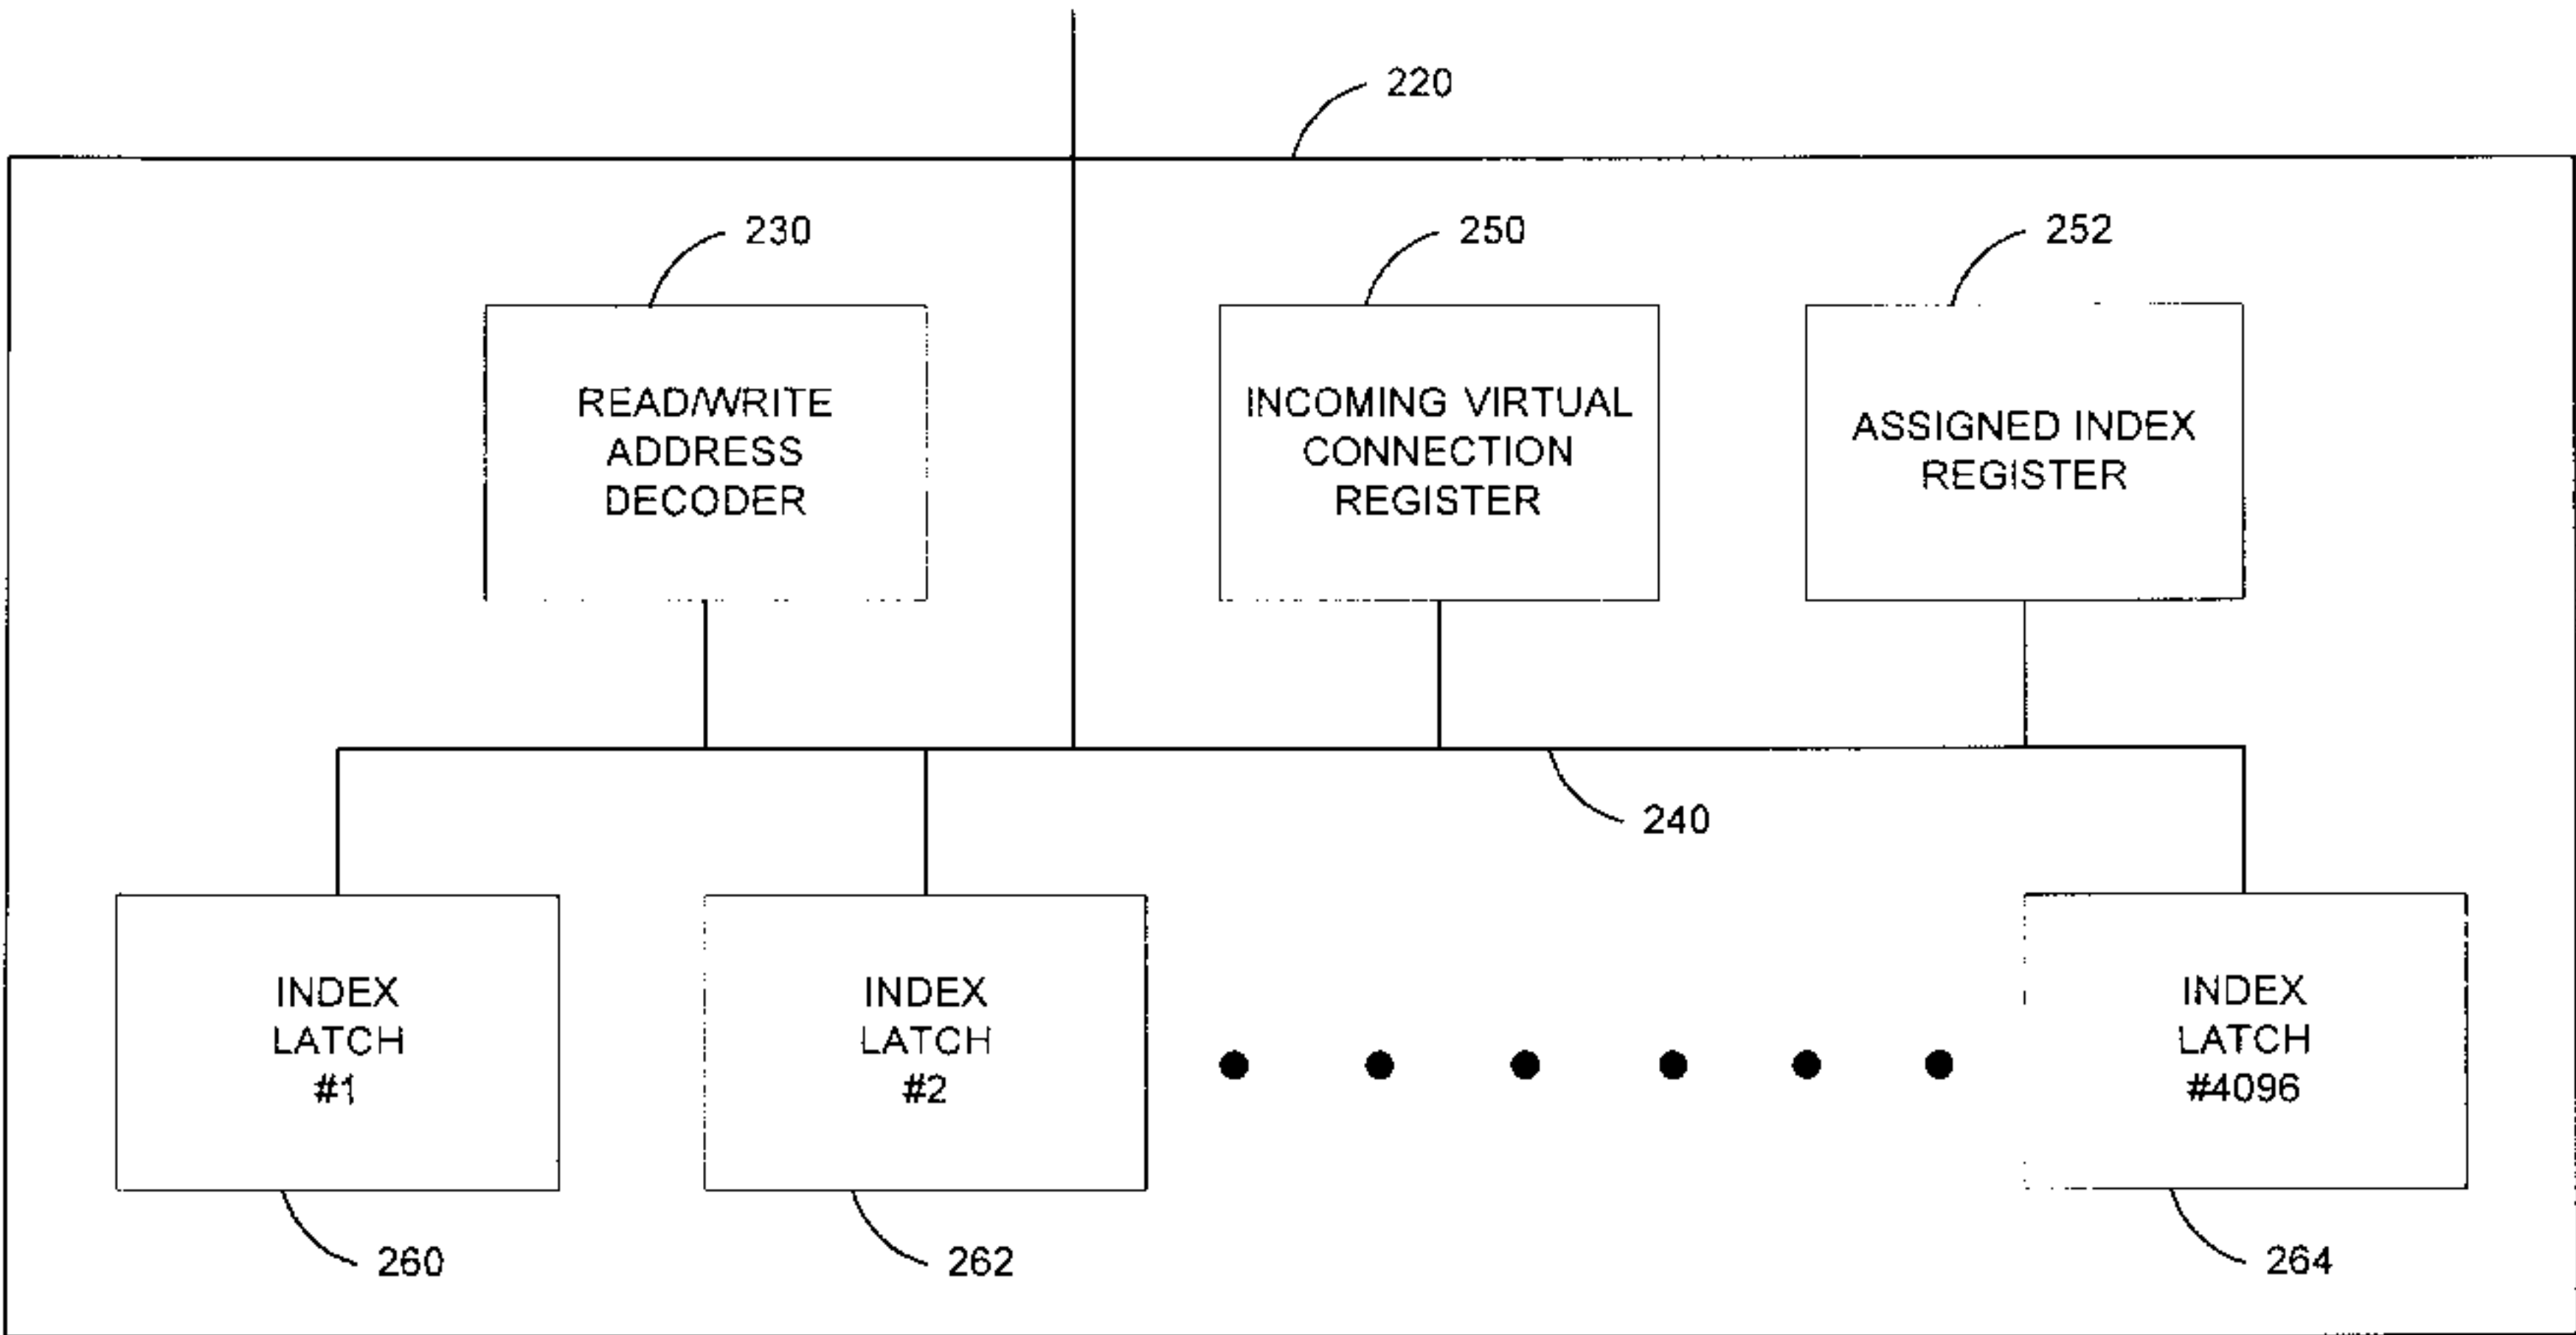 220
230
250
252
READ/WRITE
ADDRESS
DECODER
INCOMING VIRTUAL
CONNECTION
REGISTER
ASSIGNED INDEX
REGISTER
240
INDEX
LATCH
#1
INDEX
LATCH
#2
INDEX
LATCH
#4096
260
262
264